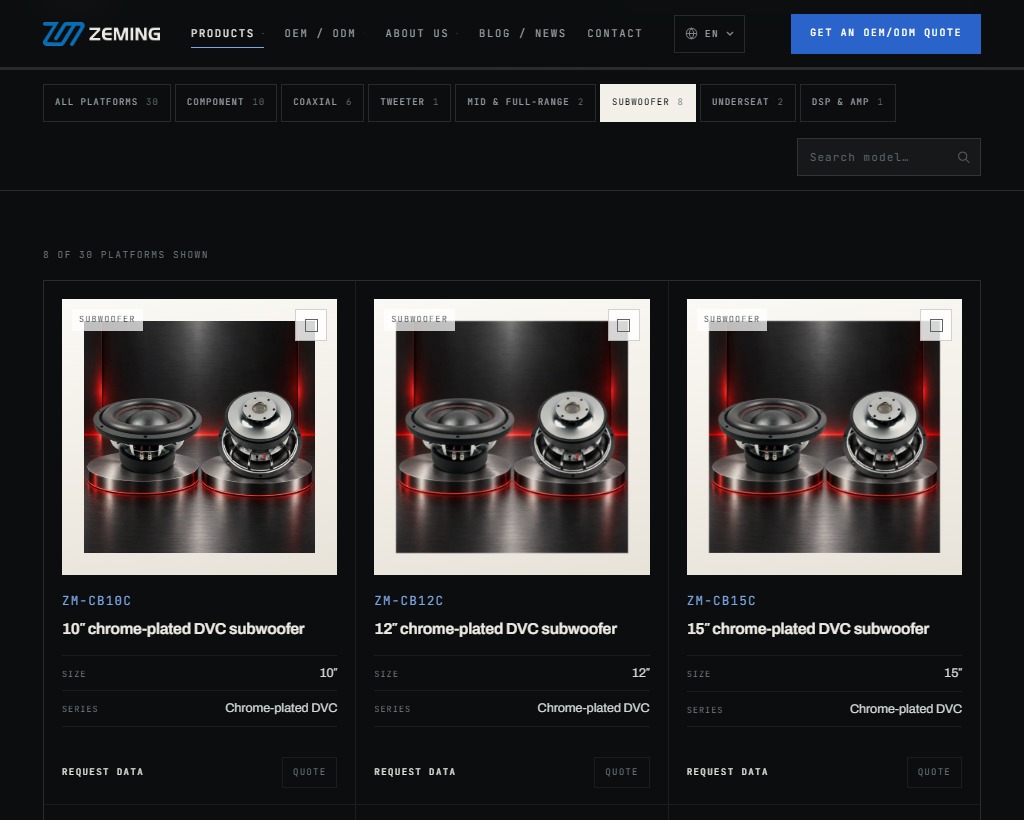 ZEMING
PRODUCTS
OEM / ODM
ABOUT US
BLOG / NEWS
CONTACT
EN
GET AN OEM/ODM QUOTE
ALL PLATFORMS 30
COMPONENT 10
COAXIAL 6
TWEETER 1
MID & FULL-RANGE 2
SUBWOOFER 8
UNDERSEAT 2
DSP & AMP 1
Search model…
8 OF 30 PLATFORMS SHOWN
SUBWOOFER
SUBWOOFER
SUBWOOFER
ZM-CB10C
10″ chrome-plated DVC subwoofer
SIZE 10″
SERIES Chrome-plated DVC
REQUEST DATA QUOTE
ZM-CB12C
12″ chrome-plated DVC subwoofer
SIZE 12″
SERIES Chrome-plated DVC
REQUEST DATA QUOTE
ZM-CB15C
15″ chrome-plated DVC subwoofer
SIZE 15″
SERIES Chrome-plated DVC
REQUEST DATA QUOTE